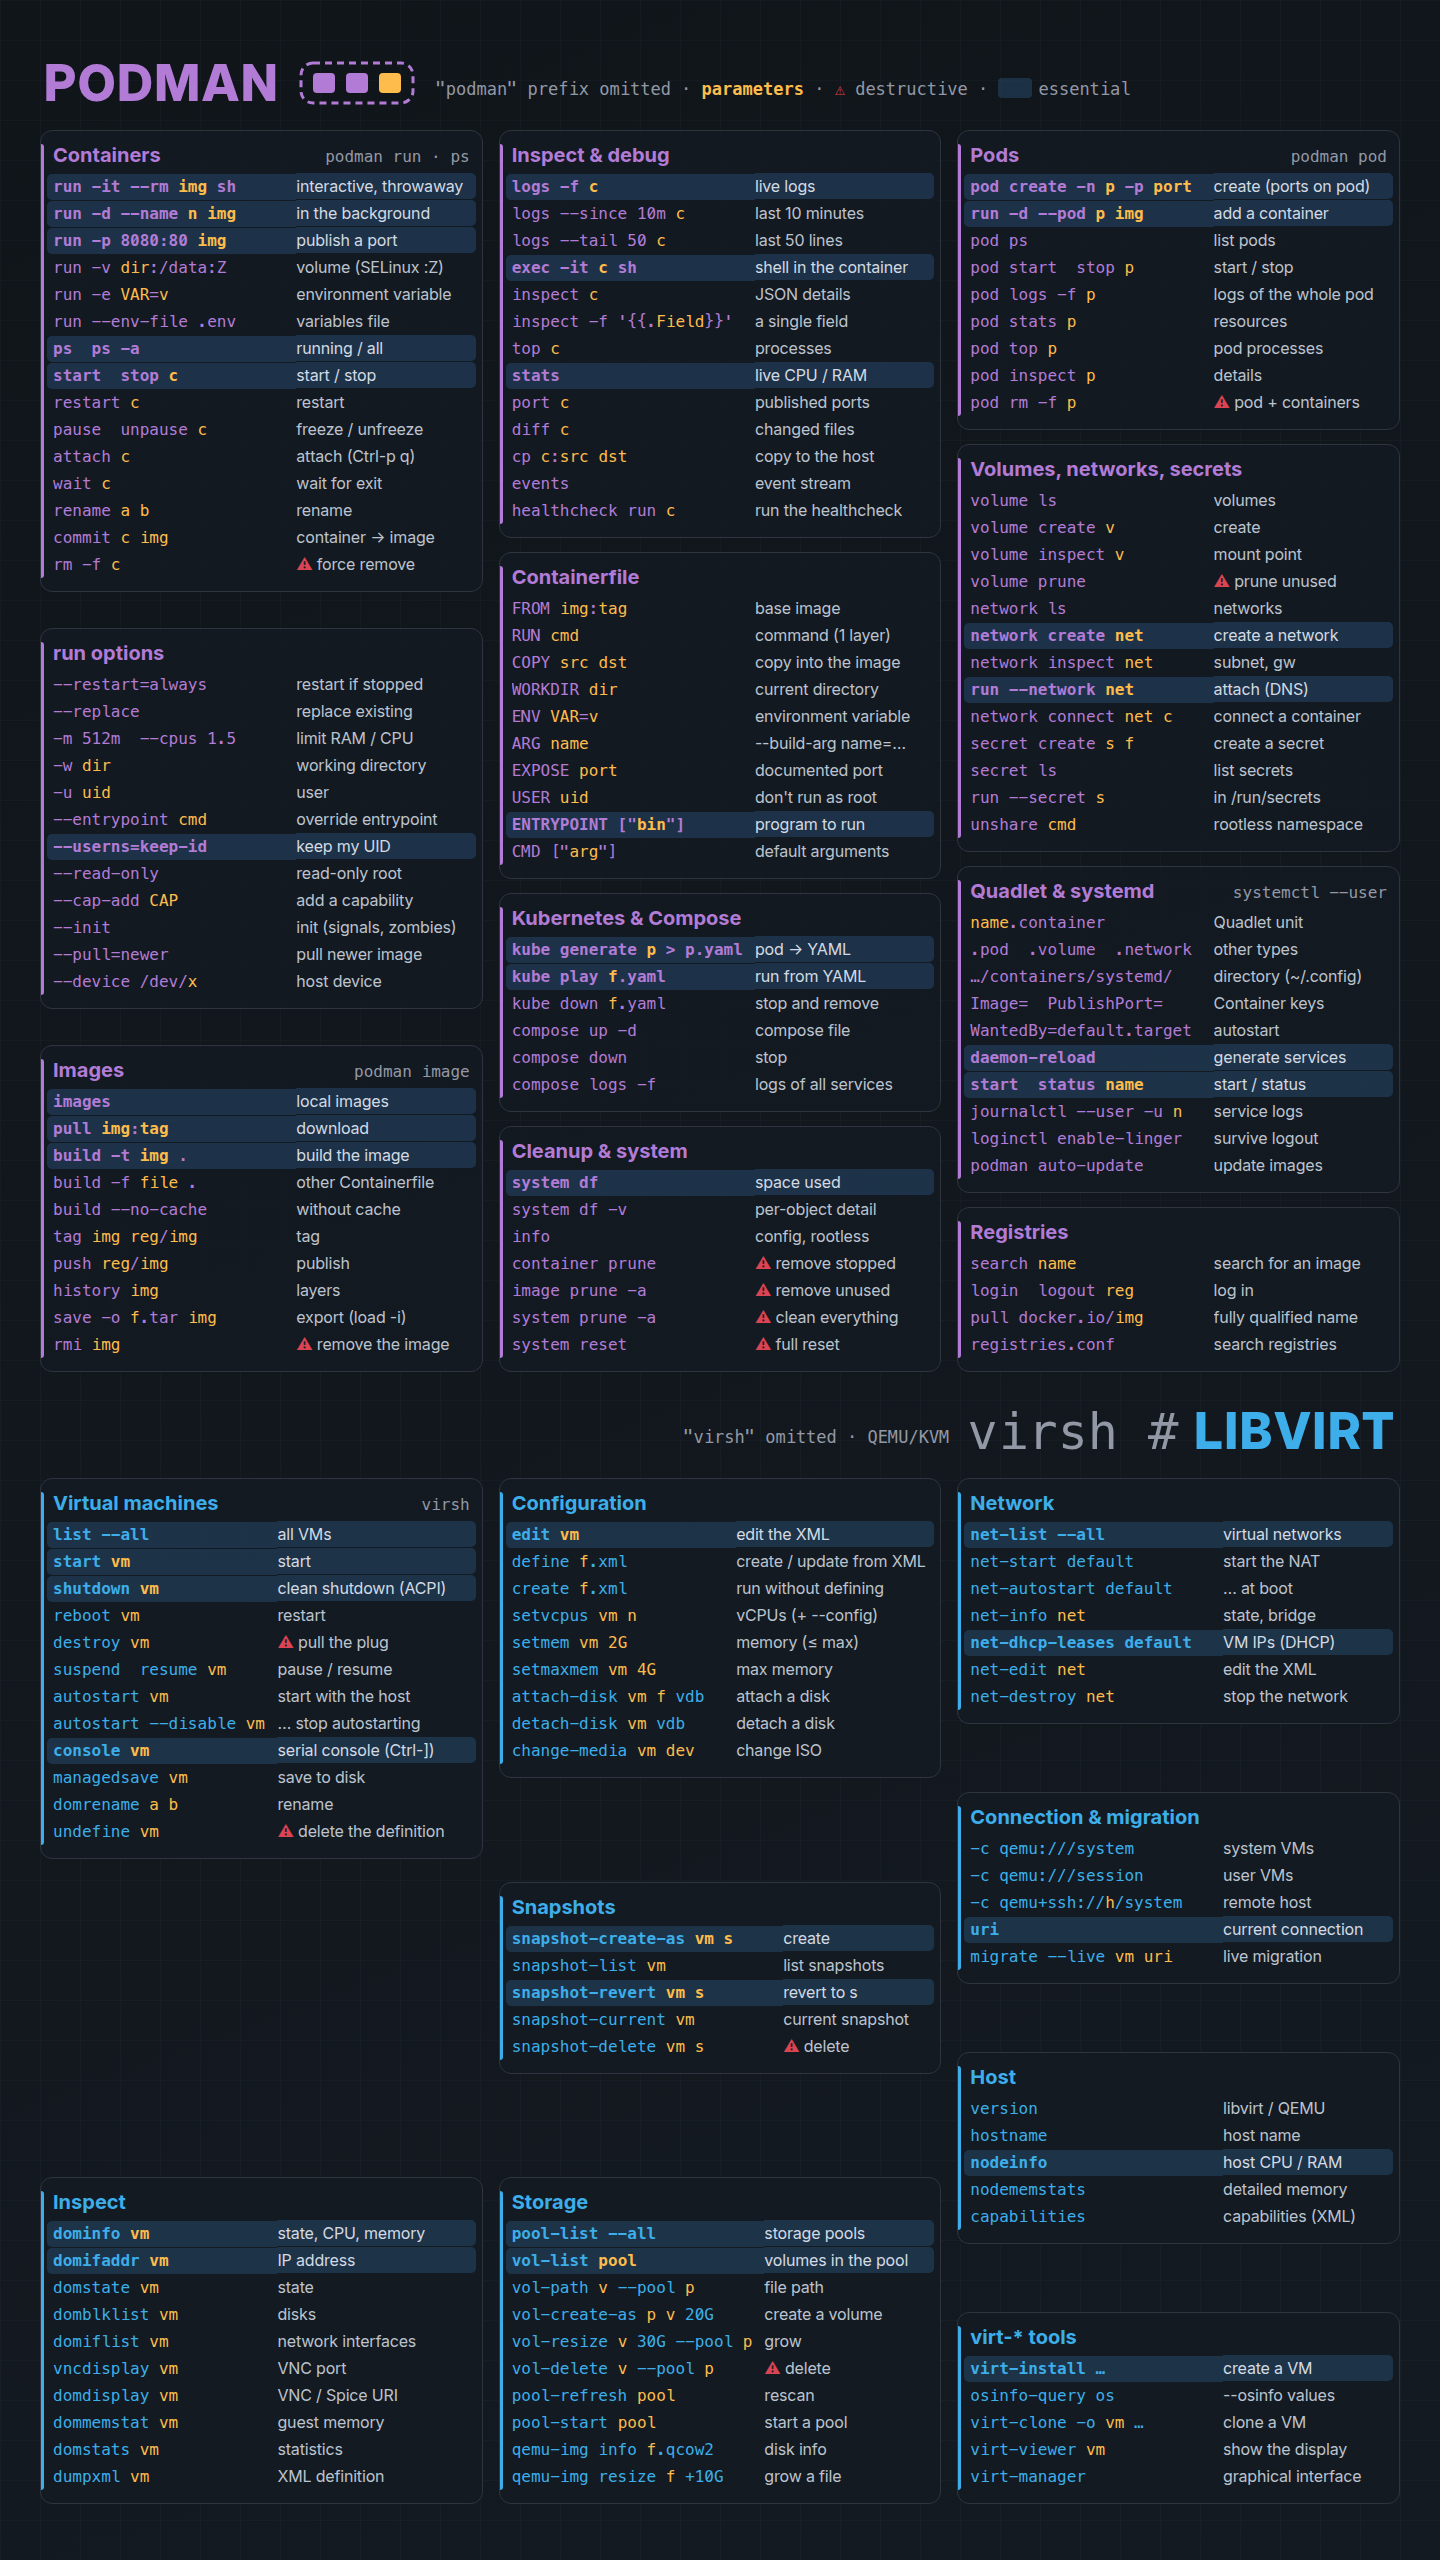 PODMAN
"podman" prefix omitted · parameters · ⚠ destructive · essential
Containers podman run · ps
run -it --rm img sh interactive, throwaway
run -d --name n img in the background
run -p 8080:80 img publish a port
run -v dir:/data:Z volume (SELinux :Z)
run -e VAR=v environment variable
run --env-file .env variables file
ps ps -a running / all
start stop c start / stop
restart c restart
pause unpause c freeze / unfreeze
attach c attach (Ctrl-p q)
wait c wait for exit
rename a b rename
commit c img container → image
rm -f c ⚠ force remove
run options
--restart=always restart if stopped
--replace replace existing
-m 512m --cpus 1.5 limit RAM / CPU
-w dir working directory
-u uid user
--entrypoint cmd override entrypoint
--userns=keep-id keep my UID
--read-only read-only root
--cap-add CAP add a capability
--init init (signals, zombies)
--pull=newer pull newer image
--device /dev/x host device
Images podman image
images local images
pull img:tag download
build -t img . build the image
build -f file . other Containerfile
build --no-cache without cache
tag img reg/img tag
push reg/img publish
history img layers
save -o f.tar img export (load -i)
rmi img ⚠ remove the image
Inspect & debug
logs -f c live logs
logs --since 10m c last 10 minutes
logs --tail 50 c last 50 lines
exec -it c sh shell in the container
inspect c JSON details
inspect -f '{{.Field}}' a single field
top c processes
stats live CPU / RAM
port c published ports
diff c changed files
cp c:src dst copy to the host
events event stream
healthcheck run c run the healthcheck
Containerfile
FROM img:tag base image
RUN cmd command (1 layer)
COPY src dst copy into the image
WORKDIR dir current directory
ENV VAR=v environment variable
ARG name --build-arg name=...
EXPOSE port documented port
USER uid don't run as root
ENTRYPOINT ["bin"] program to run
CMD ["arg"] default arguments
Kubernetes & Compose
kube generate p > p.yaml pod → YAML
kube play f.yaml run from YAML
kube down f.yaml stop and remove
compose up -d compose file
compose down stop
compose logs -f logs of all services
Cleanup & system
system df space used
system df -v per-object detail
info config, rootless
container prune ⚠ remove stopped
image prune -a ⚠ remove unused
system prune -a ⚠ clean everything
system reset ⚠ full reset
Pods podman pod
pod create -n p -p port create (ports on pod)
run -d --pod p img add a container
pod ps list pods
pod start stop p start / stop
pod logs -f p logs of the whole pod
pod stats p resources
pod top p pod processes
pod inspect p details
pod rm -f p ⚠ pod + containers
Volumes, networks, secrets
volume ls volumes
volume create v create
volume inspect v mount point
volume prune ⚠ prune unused
network ls networks
network create net create a network
network inspect net subnet, gw
run --network net attach (DNS)
network connect net c connect a container
secret create s f create a secret
secret ls list secrets
run --secret s in /run/secrets
unshare cmd rootless namespace
Quadlet & systemd systemctl --user
name.container Quadlet unit
.pod .volume .network other types
…/containers/systemd/ directory (~/.config)
Image= PublishPort= Container keys
WantedBy=default.target autostart
daemon-reload generate services
start status name start / status
journalctl --user -u n service logs
loginctl enable-linger survive logout
podman auto-update update images
Registries
search name search for an image
login logout reg log in
pull docker.io/img fully qualified name
registries.conf search registries
"virsh" omitted · QEMU/KVM virsh # LIBVIRT
Virtual machines virsh
list --all all VMs
start vm start
shutdown vm clean shutdown (ACPI)
reboot vm restart
destroy vm ⚠ pull the plug
suspend resume vm pause / resume
autostart vm start with the host
autostart --disable vm ... stop autostarting
console vm serial console (Ctrl-])
managedsave vm save to disk
domrename a b rename
undefine vm ⚠ delete the definition
Inspect
dominfo vm state, CPU, memory
domifaddr vm IP address
domstate vm state
domblklist vm disks
domiflist vm network interfaces
vncdisplay vm VNC port
domdisplay vm VNC / Spice URI
dommemstat vm guest memory
domstats vm statistics
dumpxml vm XML definition
Configuration
edit vm edit the XML
define f.xml create / update from XML
create f.xml run without defining
setvcpus vm n vCPUs (+ --config)
setmem vm 2G memory (≤ max)
setmaxmem vm 4G max memory
attach-disk vm f vdb attach a disk
detach-disk vm vdb detach a disk
change-media vm dev change ISO
Snapshots
snapshot-create-as vm s create
snapshot-list vm list snapshots
snapshot-revert vm s revert to s
snapshot-current vm current snapshot
snapshot-delete vm s ⚠ delete
Storage
pool-list --all storage pools
vol-list pool volumes in the pool
vol-path v --pool p file path
vol-create-as p v 20G create a volume
vol-resize v 30G --pool p grow
vol-delete v --pool p ⚠ delete
pool-refresh pool rescan
pool-start pool start a pool
qemu-img info f.qcow2 disk info
qemu-img resize f +10G grow a file
Network
net-list --all virtual networks
net-start default start the NAT
net-autostart default ... at boot
net-info net state, bridge
net-dhcp-leases default VM IPs (DHCP)
net-edit net edit the XML
net-destroy net stop the network
Connection & migration
-c qemu:///system system VMs
-c qemu:///session user VMs
-c qemu+ssh://h/system remote host
uri current connection
migrate --live vm uri live migration
Host
version libvirt / QEMU
hostname host name
nodeinfo host CPU / RAM
nodememstats detailed memory
capabilities capabilities (XML)
virt-* tools
virt-install … create a VM
osinfo-query os --osinfo values
virt-clone -o vm … clone a VM
virt-viewer vm show the display
virt-manager graphical interface